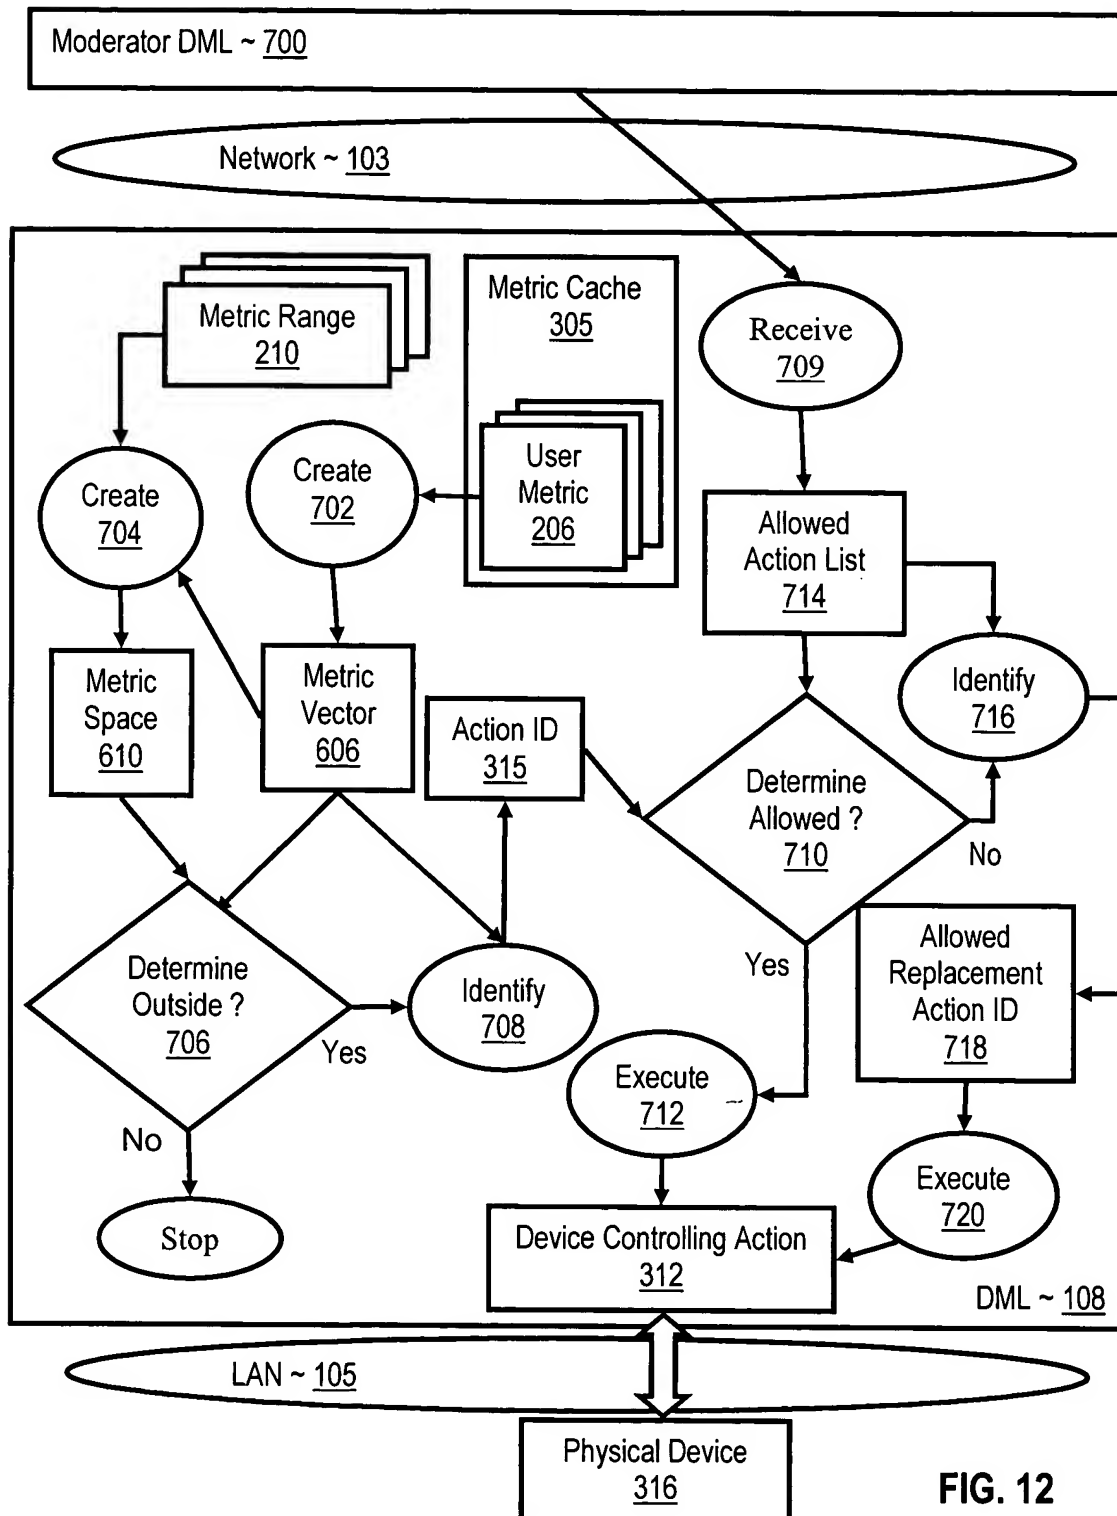 Moderator DML ~ 700
Network ~ 103
Metric Range
210
Metric Cache
305
Receive
709
User
Metric
206
Create
704
Create
702
Allowed
Action List
714
Metric
Space
610
Metric
Vector
606
Action ID
315
Identify
716
Determine
Allowed ?
710
No
Yes
Determine
Outside ?
706
Yes
No
Identify
708
Allowed
Replacement
Action ID
718
Execute
712
Execute
720
Stop
Device Controlling Action
312
DML ~ 108
LAN ~ 105
Physical Device
316
FIG. 12